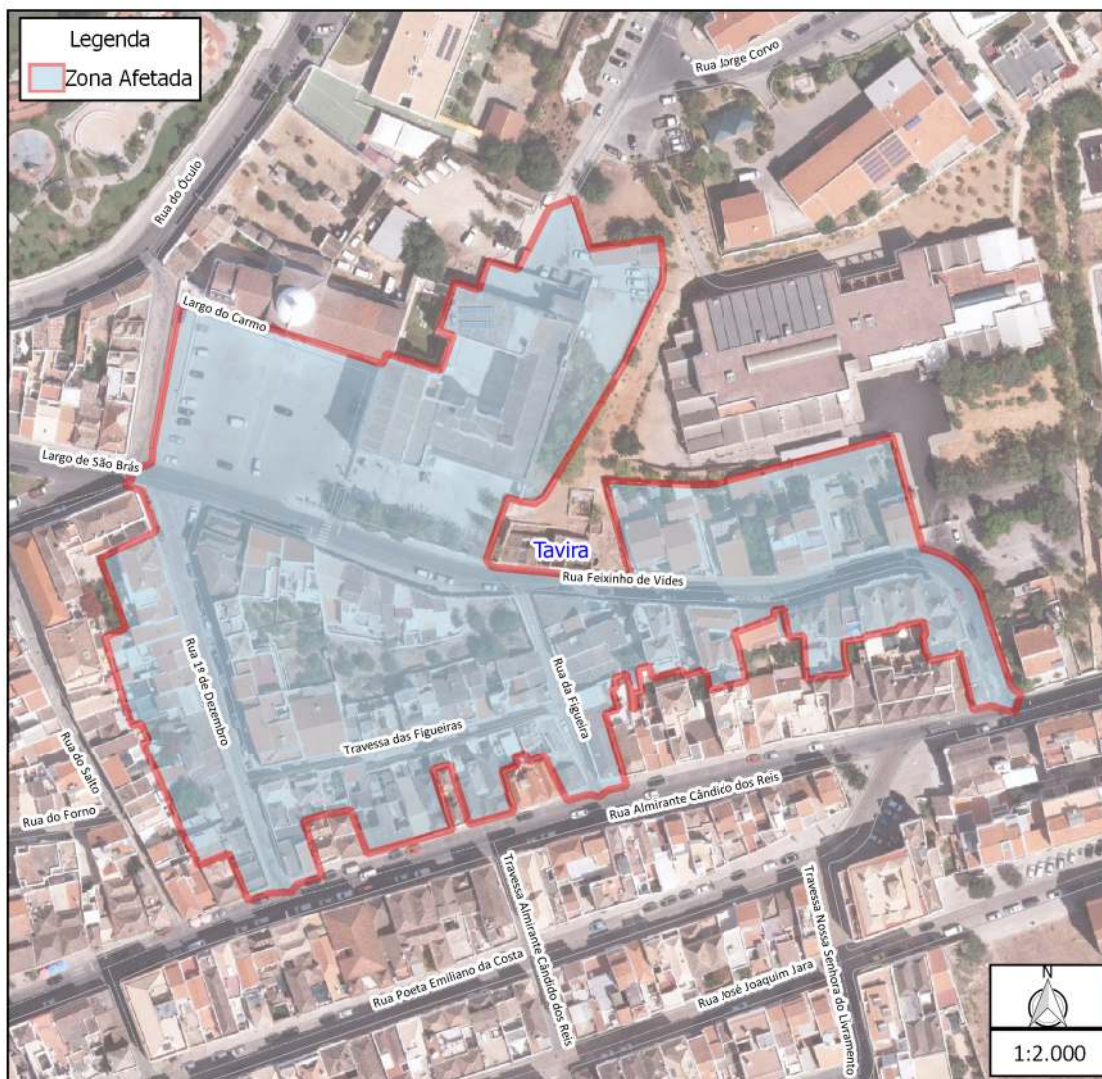 Legenda
Zona Afetada
Rua Jorge Corvo
Rua do Óculo
Largo do Carmo
Largo de São Brás
Tavira
Rua Feixinho de Vides
Rua 1º de Dezembro
Rua da Figueira
Travessa das Figueiras
Rua do Salto
Rua do Forno
Rua Almirante Cândico dos Reis
Travessa Almirante Cândido dos Reis
Travessa Nossa Senhora do Livramento
Rua Poeta Emiliano da Costa
Rua José Joaquim Jara
N
1:2.000